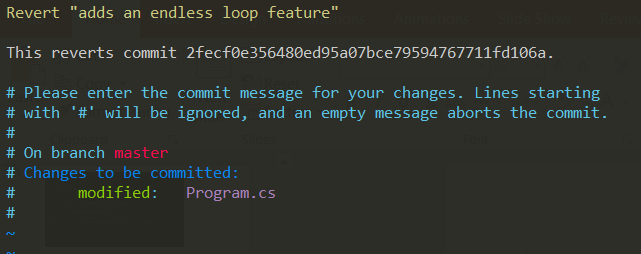 Revert "adds an endless loop feature"
This reverts commit 2fecf0e356480ed95a07bce79594767711fd106a.
# Please enter the commit message for your changes. Lines starting
# with '#' will be ignored, and an empty message aborts the commit.
#
# On branch master
# Changes to be committed:
#       modified:   Program.cs
#
~
~